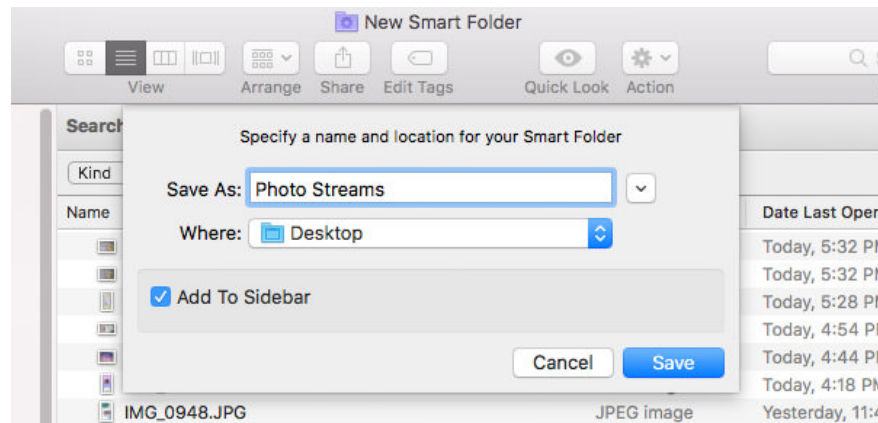 New Smart Folder
View Arrange Share Edit Tags Quick Look Action
Specify a name and location for your Smart Folder
Save As: Photo Streams
Where: Desktop
Add To Sidebar
Cancel Save
Kind
Name Date Last
Today, 5:32
Today, 5:32
Today, 5:28
Today, 4:54
Today, 4:44
Today, 4:18
IMG_0948.JPG JPEG image Yesterday,